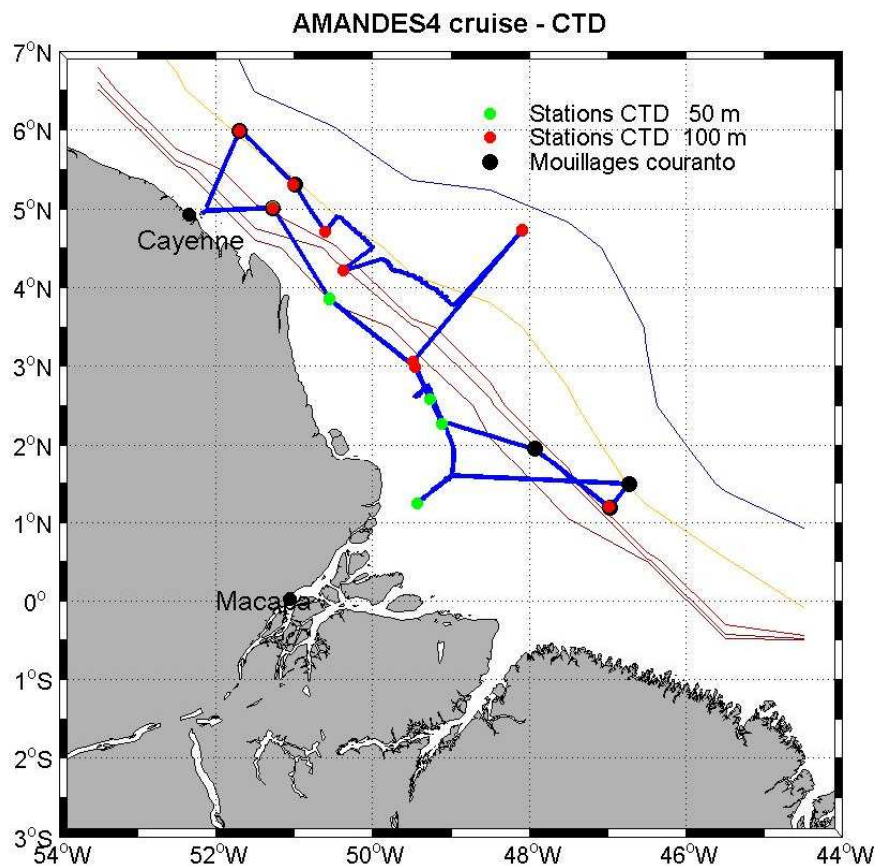 AMANDES4 cruise - CTD
7°N
6°N
5°N
4°N
3°N
2°N
1°N
0°
1°S
2°S
3°S
Stations CTD 50 m
Stations CTD 100 m
Mouillages couranto
Cayenne
Macapa
54°W
52°W
50°W
48°W
46°W
44°W